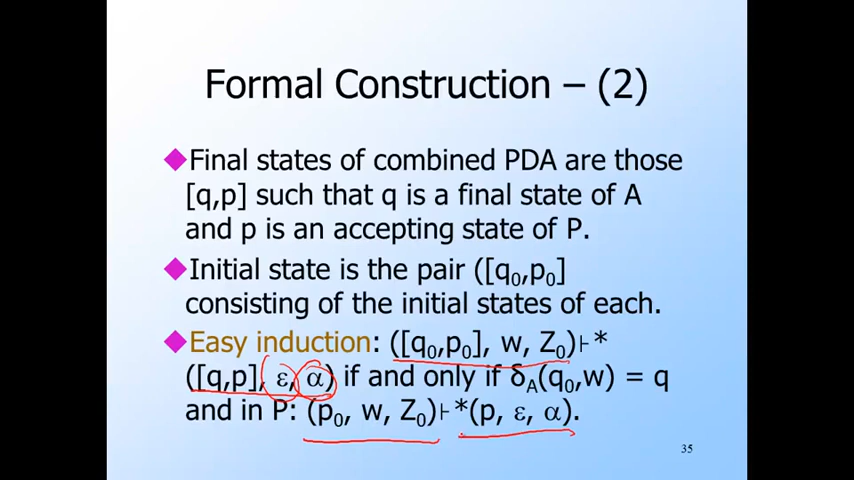 Formal Construction – (2)
Final states of combined PDA are those
[q,p] such that q is a final state of A
and p is an accepting state of P.
Initial state is the pair ([q₀,p₀]
consisting of the initial states of each.
Easy induction: ([q₀,p₀], w, Z₀)⊦*
([q,p], ε, α) if and only if δ_A(q₀,w) = q
and in P: (p₀, w, Z₀)⊦*(p, ε, α).
35